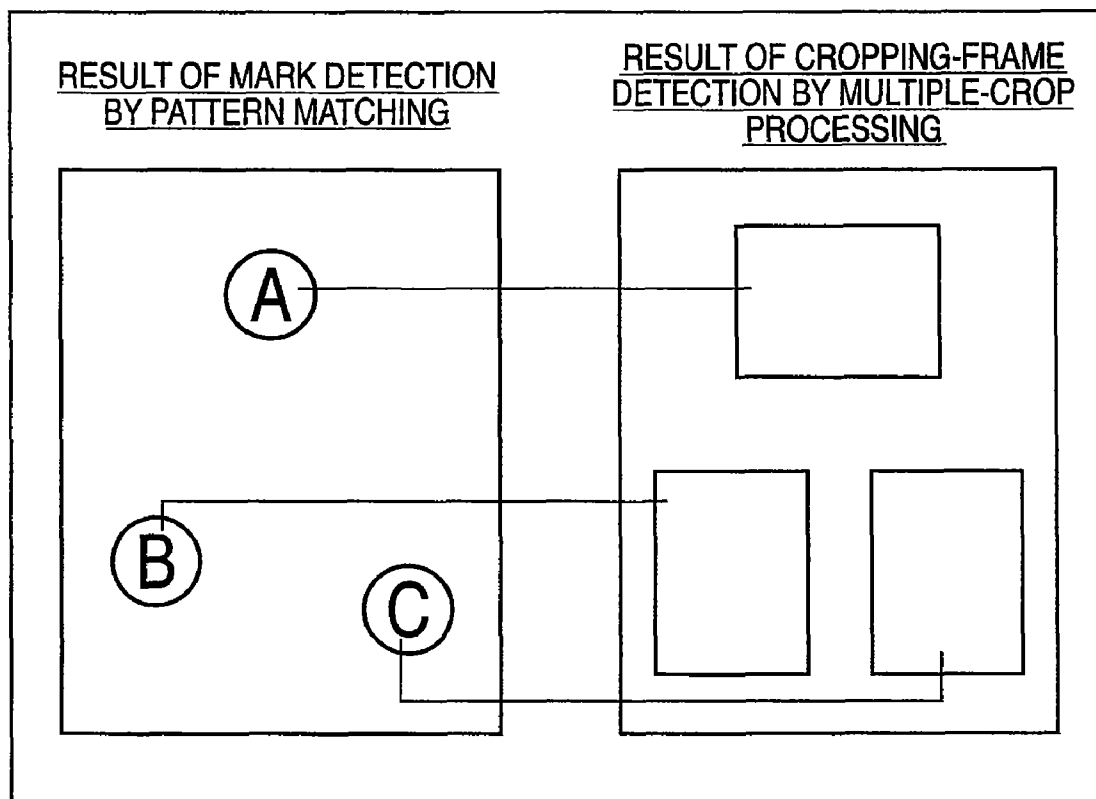 RESULT OF MARK DETECTION
BY PATTERN MATCHING
RESULT OF CROPPING-FRAME
DETECTION BY MULTIPLE-CROP
PROCESSING
A
B
C